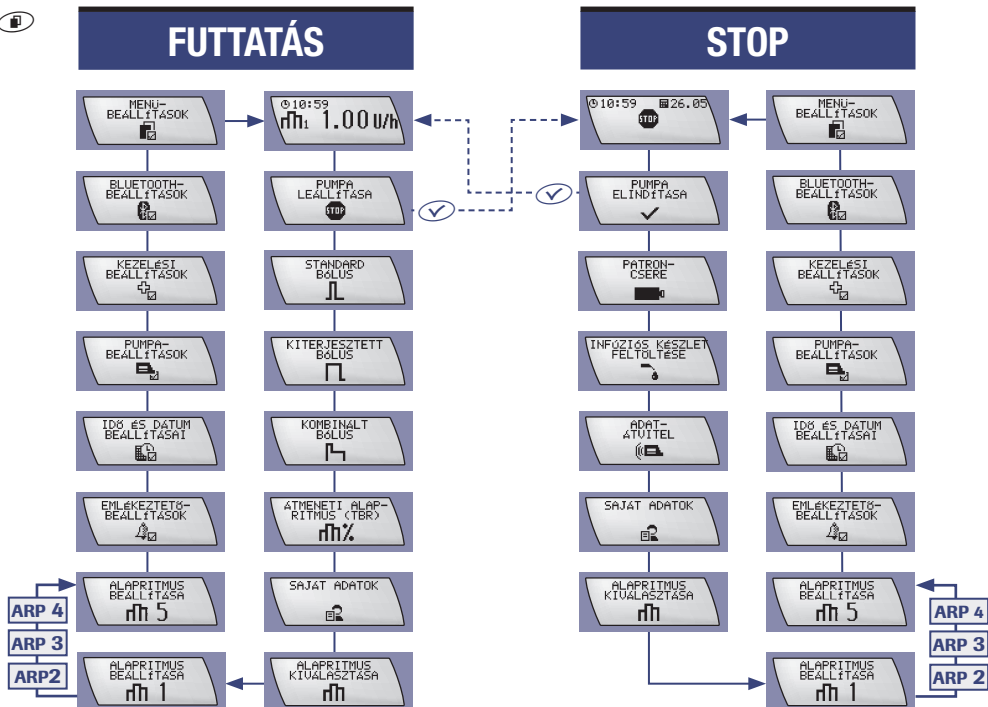 FUTTATÁS
STOP
MENÜ-
BEÁLLÍTÁSOK
10:59
1 1.00 U/h
BLUETOOTH-
BEÁLLÍTÁSOK
PUMPA
LEÁLLÍTÁSA
STOP
KEZELÉSI
BEÁLLÍTÁSOK
STANDARD
BÓLUS
PUMPA-
BEÁLLÍTÁSOK
KITERJESZTETT
BÓLUS
IDŐ ÉS DÁTUM
BEÁLLÍTÁSAI
KOMBINÁLT
BÓLUS
EMLÉKEZTETŐ-
BEÁLLÍTÁSOK
ÁTMENETI ALAP-
RITMUS (TBR)
%
ALAPRITMUS
BEÁLLÍTÁSA
5
SAJÁT ADATOK
ARP 4
ARP 3
ARP2
ALAPRITMUS
BEÁLLÍTÁSA
1
ALAPRITMUS
KIVÁLASZTÁSA
10:59 26.05
STOP
MENÜ-
BEÁLLÍTÁSOK
PUMPA
ELINDÍTÁSA
BLUETOOTH-
BEÁLLÍTÁSOK
PATRON-
CSERE
KEZELÉSI
BEÁLLÍTÁSOK
INFÚZIÓS KÉSZLET
FELTÖLTÉSE
PUMPA-
BEÁLLÍTÁSOK
ADAT-
ÁTVITEL
IDŐ ÉS DÁTUM
BEÁLLÍTÁSAI
SAJÁT ADATOK
EMLÉKEZTETŐ-
BEÁLLÍTÁSOK
ALAPRITMUS
KIVÁLASZTÁSA
ALAPRITMUS
BEÁLLÍTÁSA
5
ARP 4
ARP 3
ARP 2
ALAPRITMUS
BEÁLLÍTÁSA
1